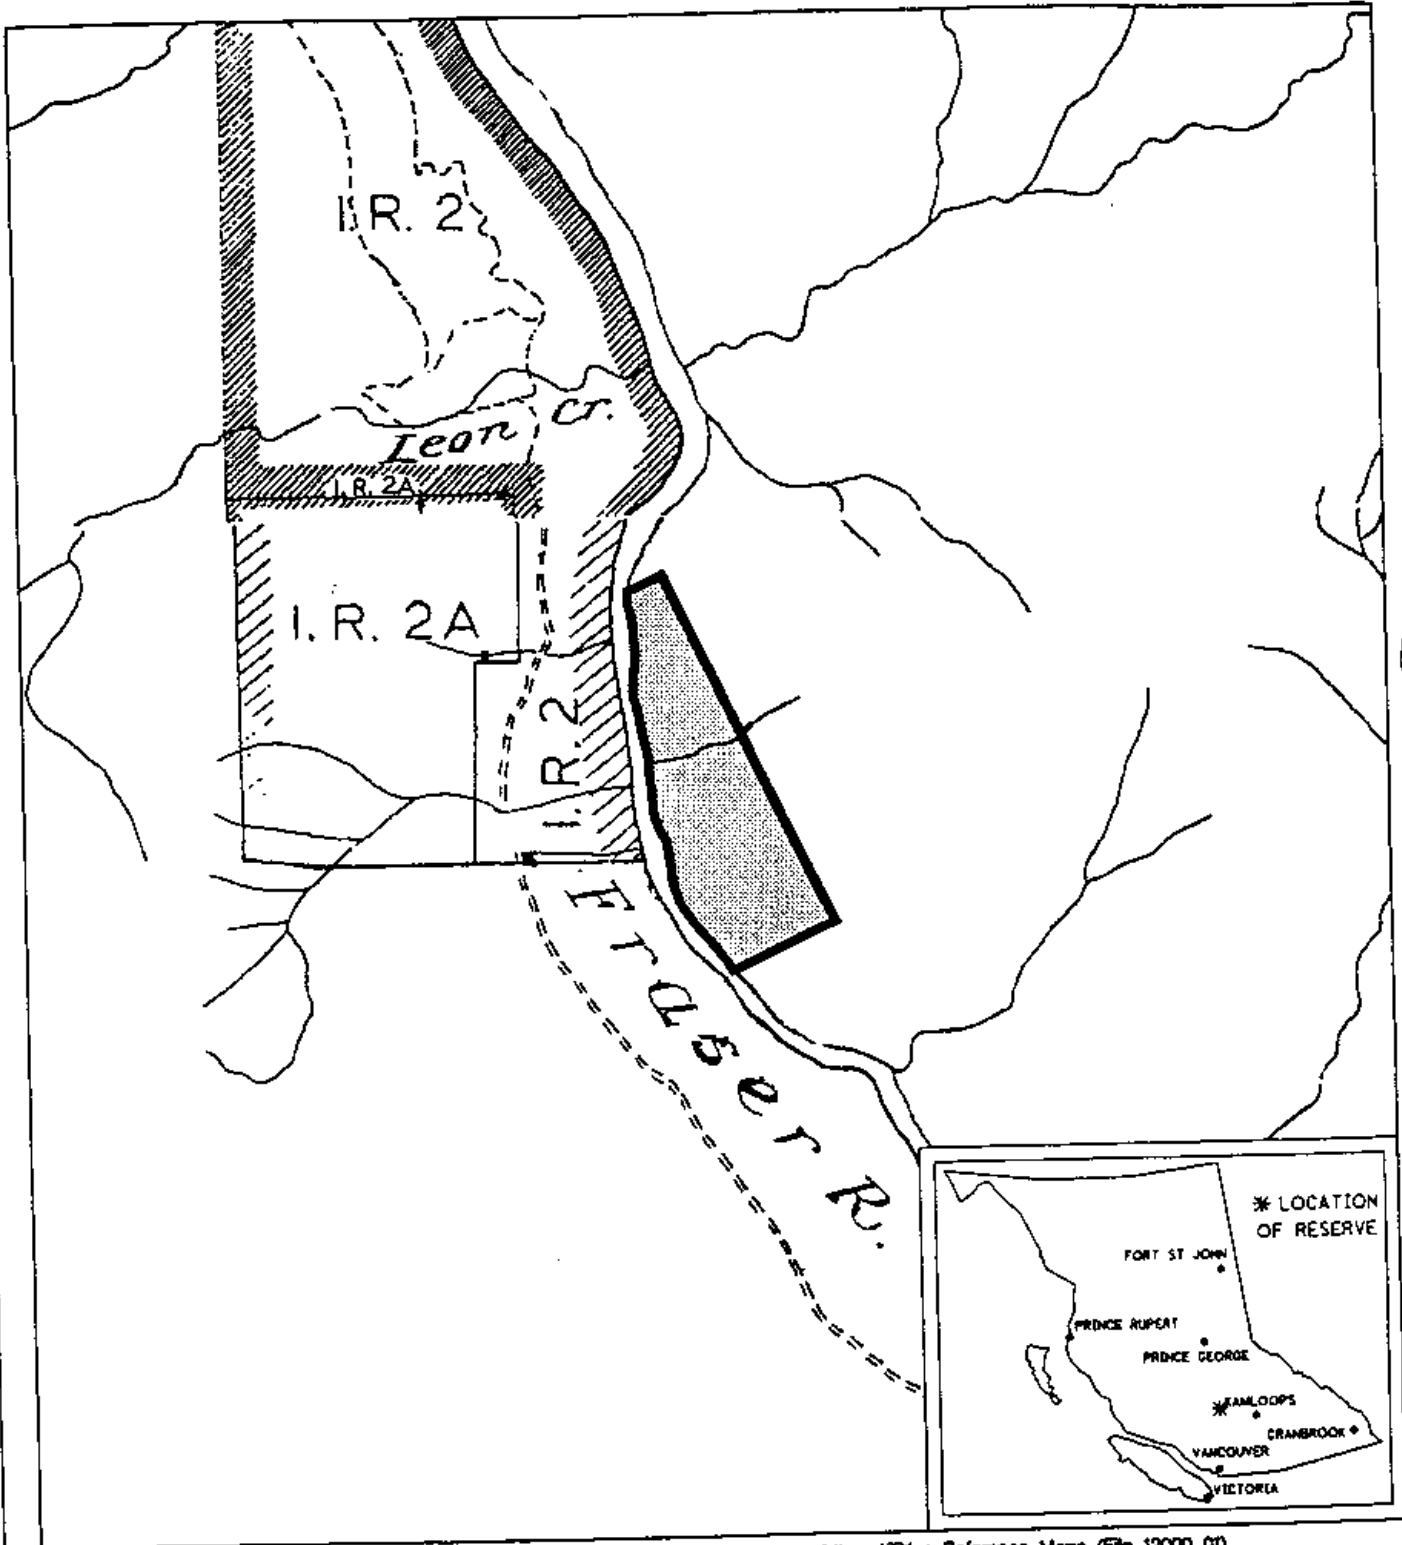 I.R. 2
Leon Cr.
I.R. 2A
I. R. 2A
I.R. 2
Fraser R.
* LOCATION
OF RESERVE
FORT ST JOHN
PRINCE RUPERT
PRINCE GEORGE
KAMLOOPS
CRANBROOK
VANCOUVER
VICTORIA